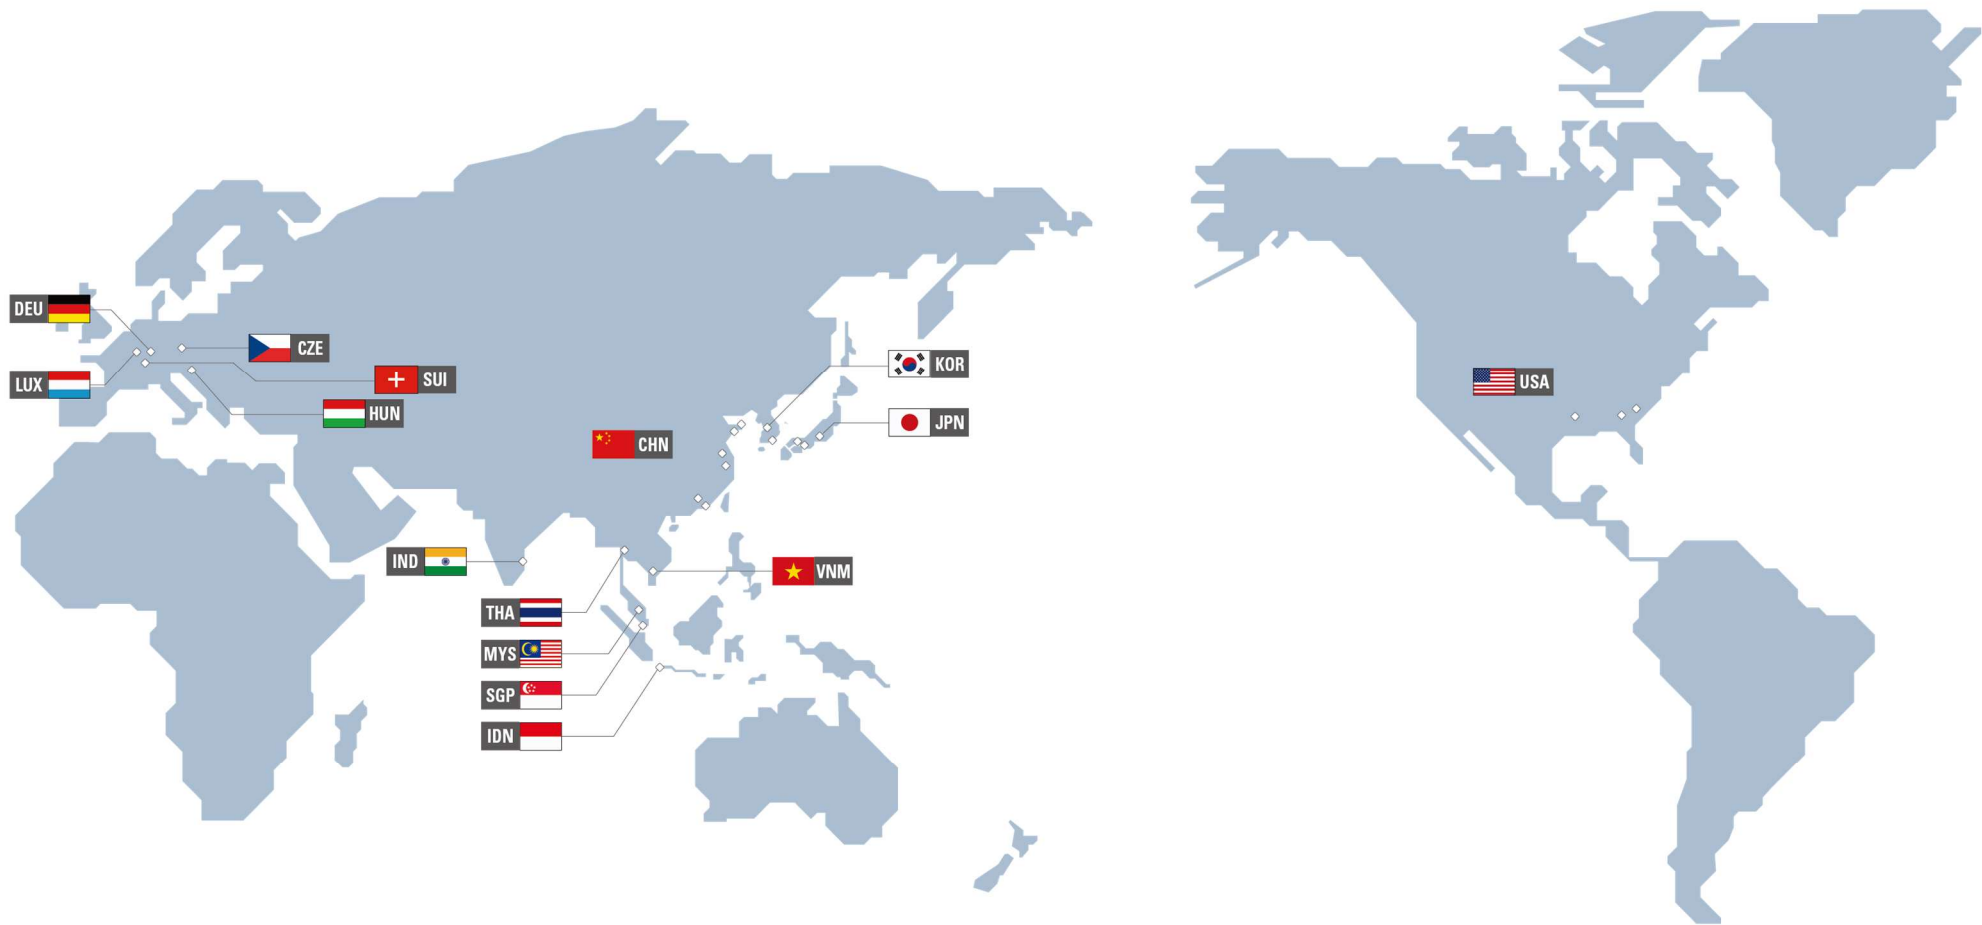 DEU
CZE
KOR
LUX
SUI
USA
HUN
JPN
CHN
IND
VNM
THA
MYS
SGP
IDN